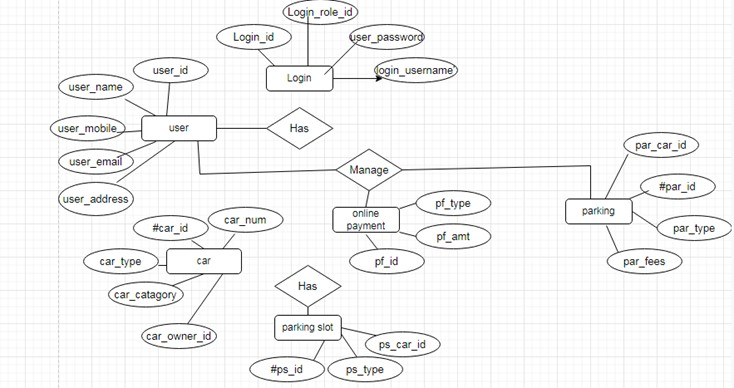 Login_role_id
Login_id
user_password
Login
login_username
user_id
user_name
user_mobile
user
Has
user_email
user_address
Manage
par_car_id
#par_id
parking
par_type
par_fees
online
payment
pf_type
pf_amt
pf_id
#car_id
car_num
car_type
car
car_catagory
car_owner_id
Has
parking slot
ps_car_id
#ps_id
ps_type